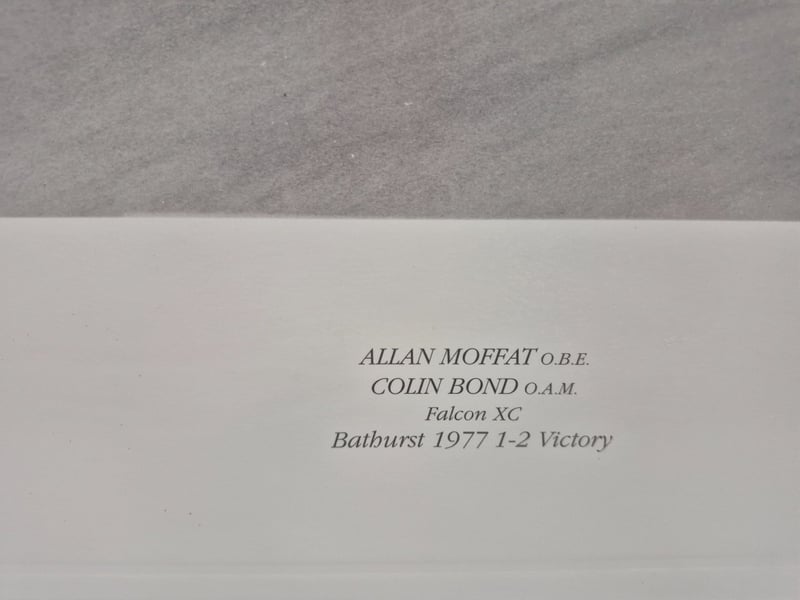 ALLAN MOFFAT O.B.E.
COLIN BOND O.A.M.
Falcon XC
Bathurst 1977 1-2 Victory